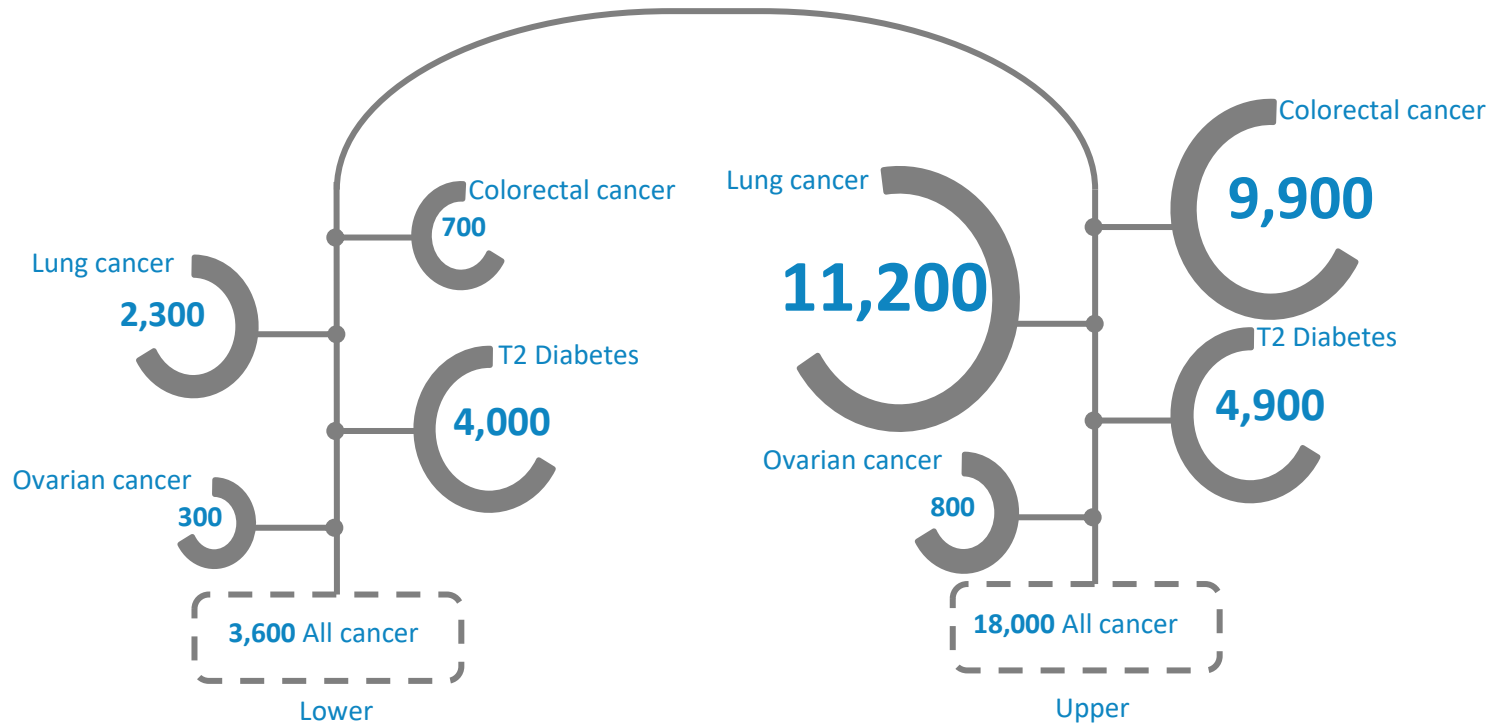 Colorectal cancer
700
Lung cancer
2,300
T2 Diabetes
4,000
Ovarian cancer
300
3,600 All cancer
Lower
Colorectal cancer
9,900
Lung cancer
11,200
T2 Diabetes
4,900
Ovarian cancer
800
18,000 All cancer
Upper